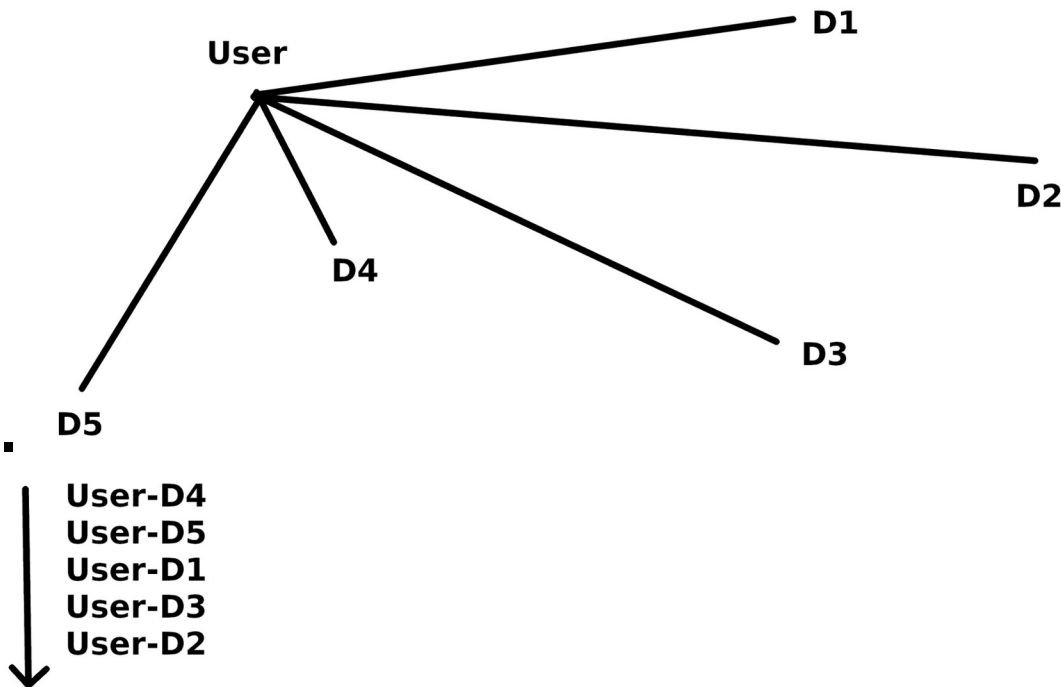 D1
User
D2
D4
D3
D5
User-D4
User-D5
User-D1
User-D3
User-D2